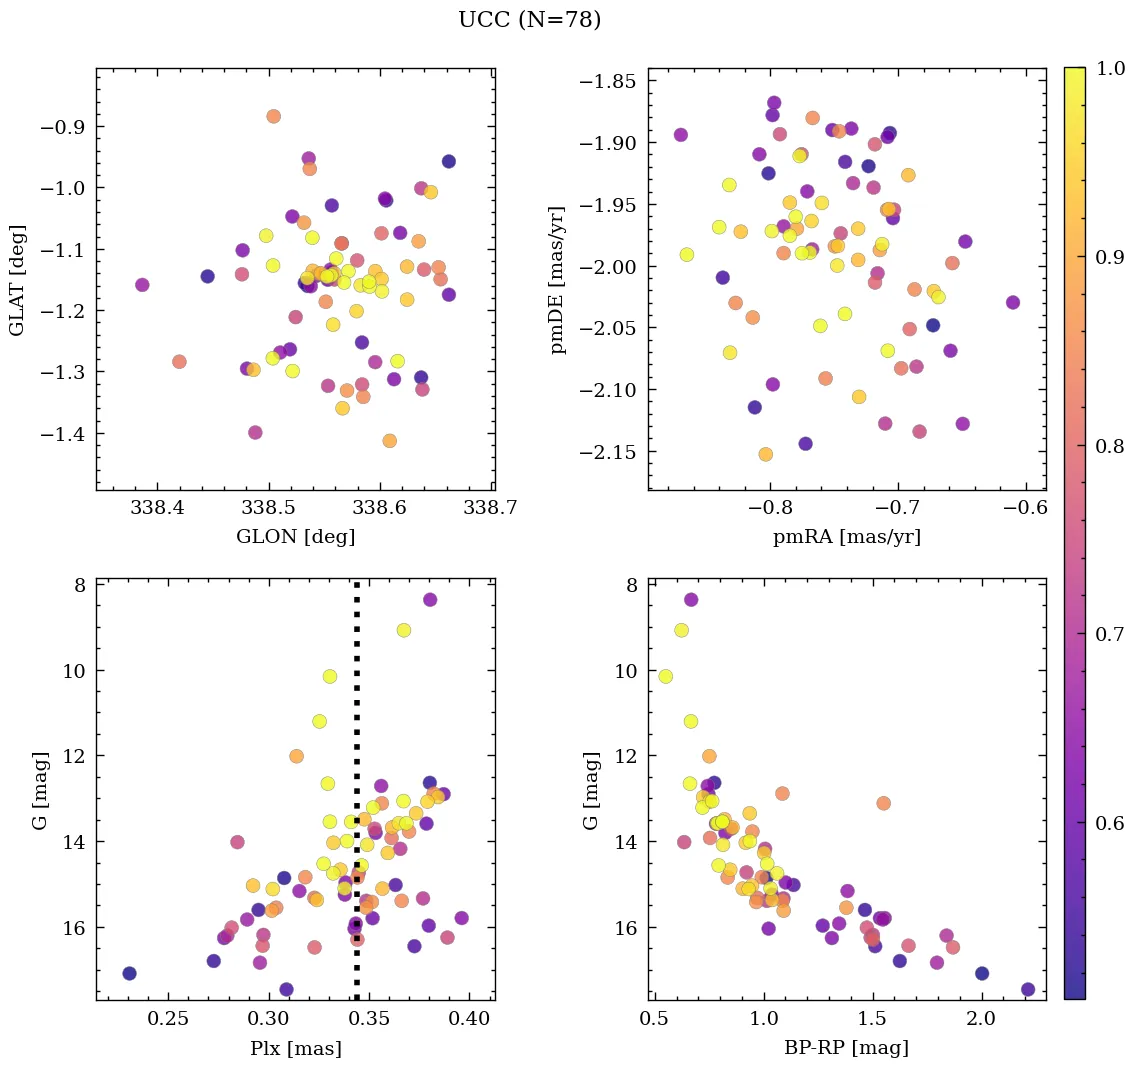 UCC (N=78)
−0.9
−1.0
−1.1
−1.2
−1.3
−1.4
GLAT [deg]
338.4 338.5 338.6 338.7
GLON [deg]
−1.85
−1.90
−1.95
−2.00
−2.05
−2.10
−2.15
pmDE [mas/yr]
−0.8 −0.7 −0.6
pmRA [mas/yr]
8
10
12
14
16
G [mag]
0.25 0.30 0.35 0.40
Plx [mas]
8
10
12
14
16
G [mag]
0.5 1.0 1.5 2.0
BP-RP [mag]
1.0
0.9
0.8
0.7
0.6